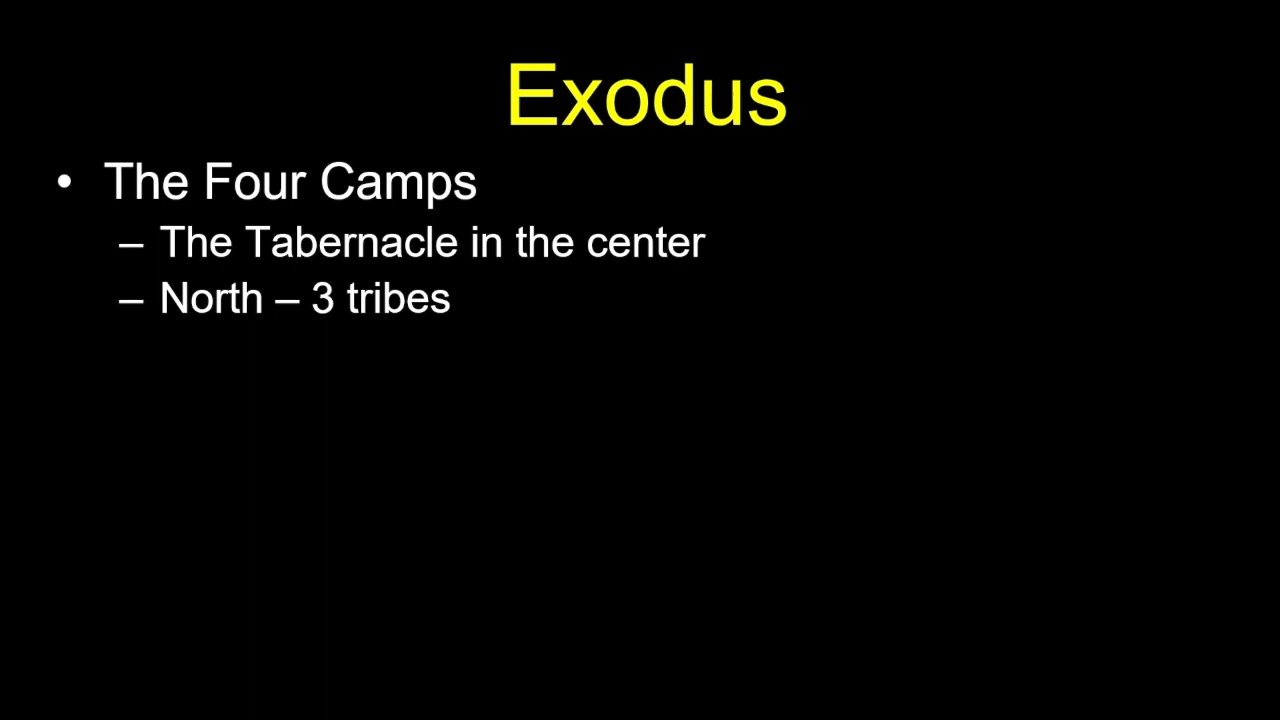 Exodus
• The Four Camps
– The Tabernacle in the center
– North – 3 tribes